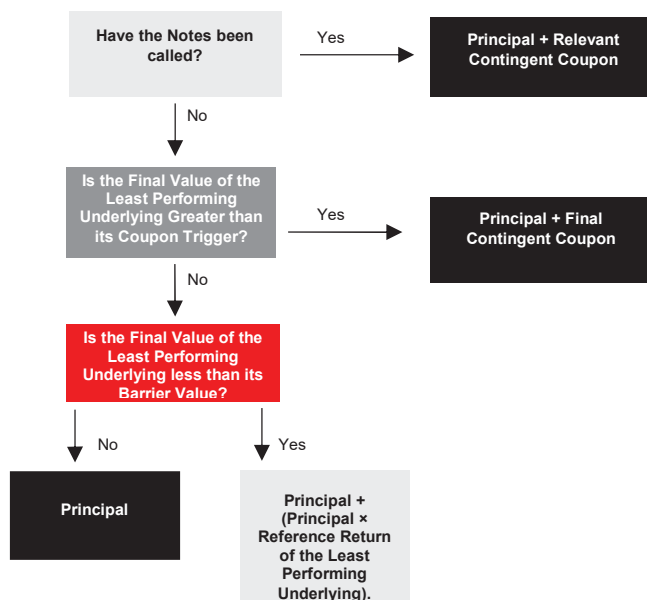 Have the Notes been
called?
Yes
Principal + Relevant
Contingent Coupon
No
Is the Final Value of the
Least Performing
Underlying Greater than
its Coupon Trigger?
Yes
Principal + Final
Contingent Coupon
No
Is the Final Value of the
Least Performing
Underlying less than its
Barrier Value?
No
Yes
Principal
Principal +
(Principal ×
Reference Return
of the Least
Performing
Underlying).